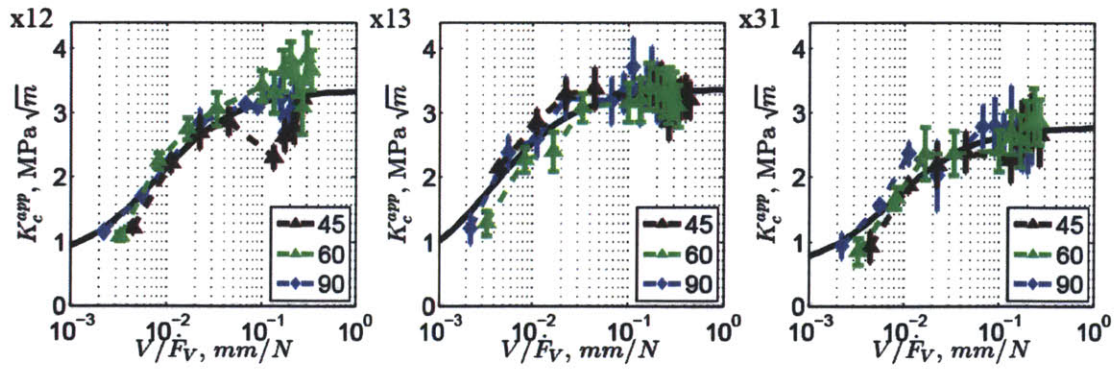 x12
x13
x31
4
3
2
1
0
K_c^{app}, MPa √m
45
60
90
10^{-3} 10^{-2} 10^{-1} 10^0
V/Ḟ_V, mm/N
4
3
2
1
0
K_c^{app}, MPa √m
45
60
90
10^{-3} 10^{-2} 10^{-1} 10^0
V/Ḟ_V, mm/N
4
3
2
1
0
K_c^{app}, MPa √m
45
60
90
10^{-3} 10^{-2} 10^{-1} 10^0
V/Ḟ_V, mm/N